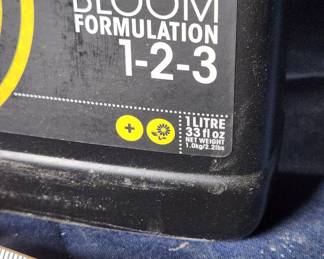 BLOOM
FORMULATION
1-2-3
1 LITRE
33 fl oz
NET WEIGHT
1.0kg/2.2lbs